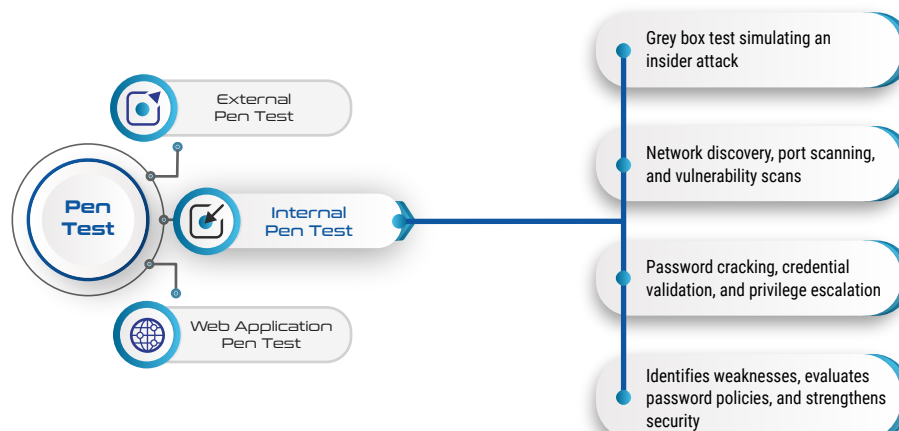 Pen
Test
External
Pen Test
Internal
Pen Test
Web Application
Pen Test
Grey box test simulating an
insider attack
Network discovery, port scanning,
and vulnerability scans
Password cracking, credential
validation, and privilege escalation
Identifies weaknesses, evaluates
password policies, and strengthens
security